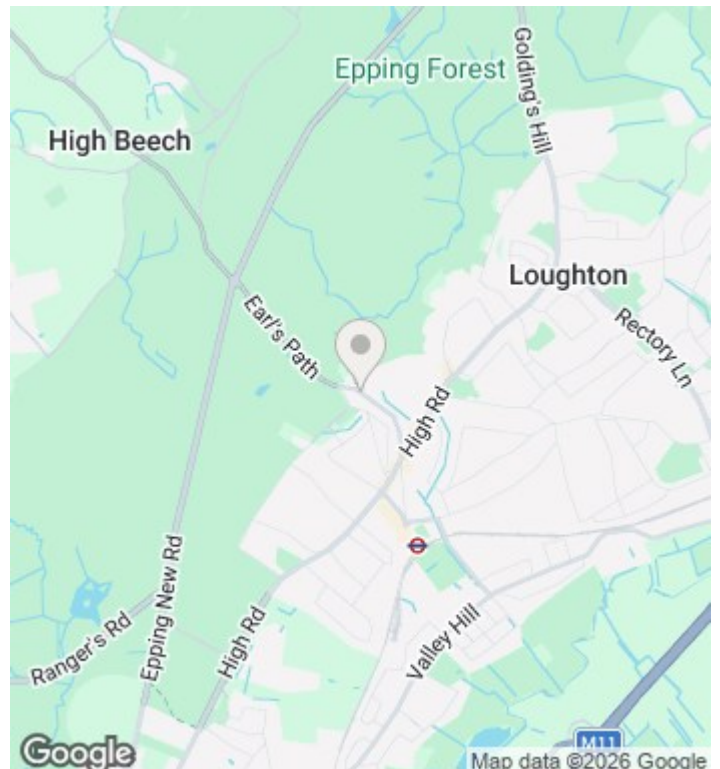 Epping Forest
Golding's Hill
High Beech
Loughton
Earl's Path
Rectory Ln
High Rd
Epping New Rd
Ranger's Rd
High Rd
Valley Hill
M11
Google
Map data ©2026 Google